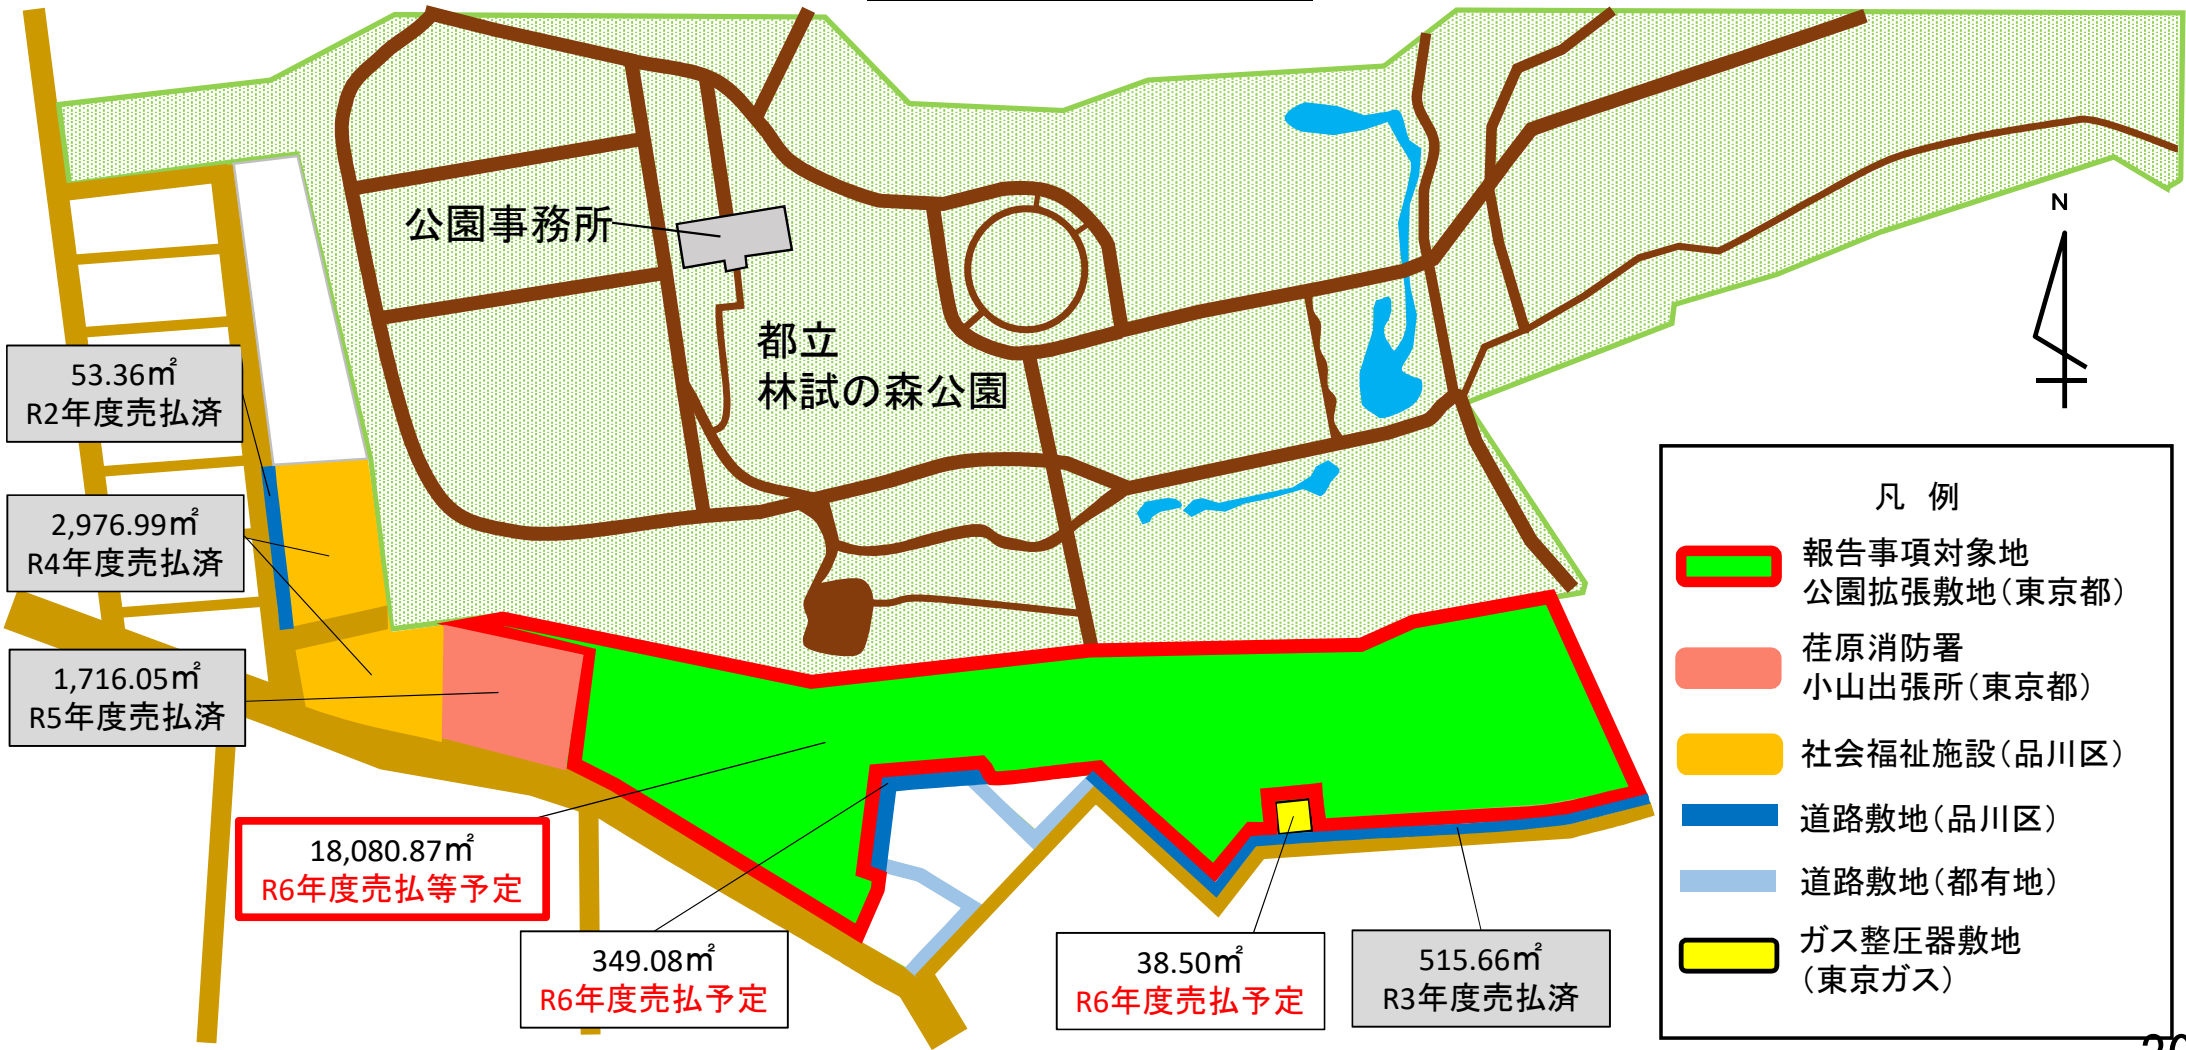 公園事務所
都立
林試の森公園
N
53.36㎡
R2年度売払済
2,976.99㎡
R4年度売払済
1,716.05㎡
R5年度売払済
18,080.87㎡
R6年度売払等予定
349.08㎡
R6年度売払予定
38.50㎡
R6年度売払予定
515.66㎡
R3年度売払済
凡 例
報告事項対象地
公園拡張敷地(東京都)
荏原消防署
小山出張所(東京都)
社会福祉施設(品川区)
道路敷地(品川区)
道路敷地(都有地)
ガス整圧器敷地
(東京ガス)